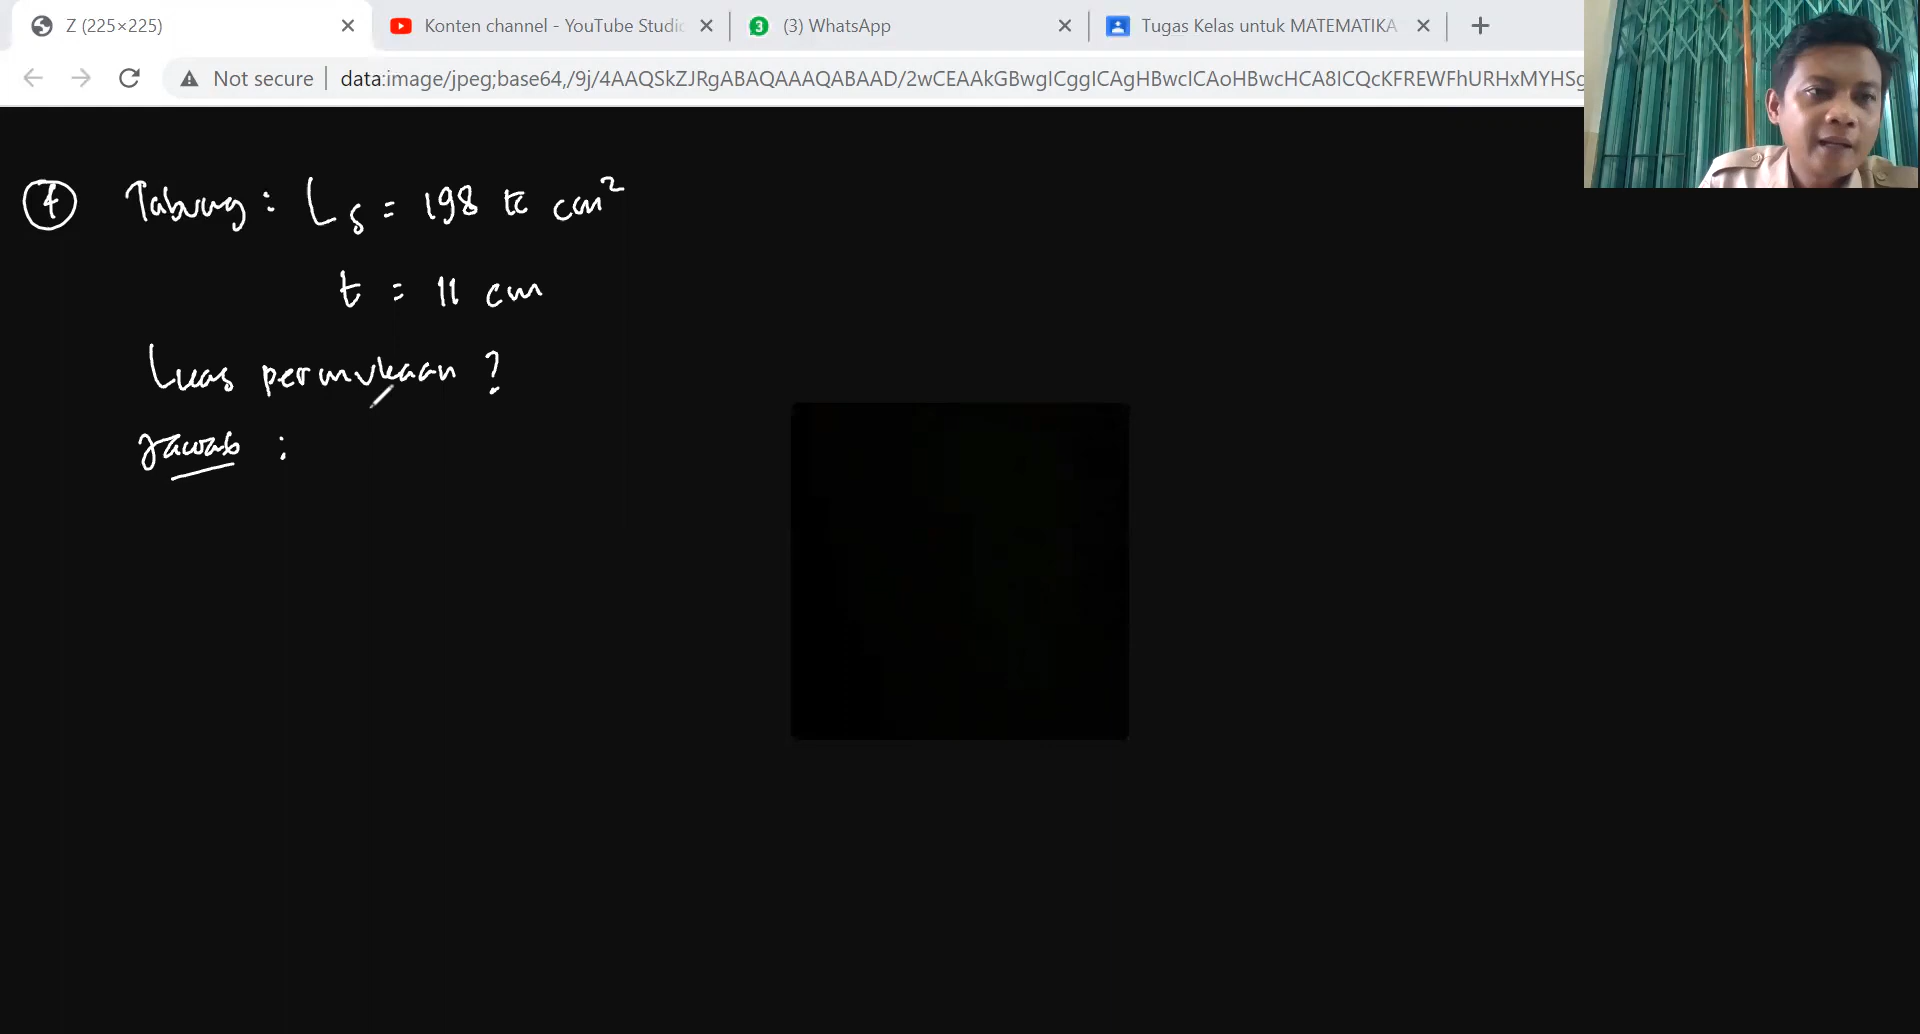 Z (225×225)
Konten channel - YouTube Studio
3
(3) WhatsApp
Tugas Kelas untuk MATEMATIKA
Not secure
data:image/jpeg;base64,/9j/4AAQSkZJRgABAQAAAQABAAD/2wCEAAkGBwgICggICAgHBwcICAoHBwcHCA8ICQcKFREWFhURHxMYHSg
4 Tabung : Ls = 198 π cm²
t = 11 cm
Luas permukaan ?
Jawab :